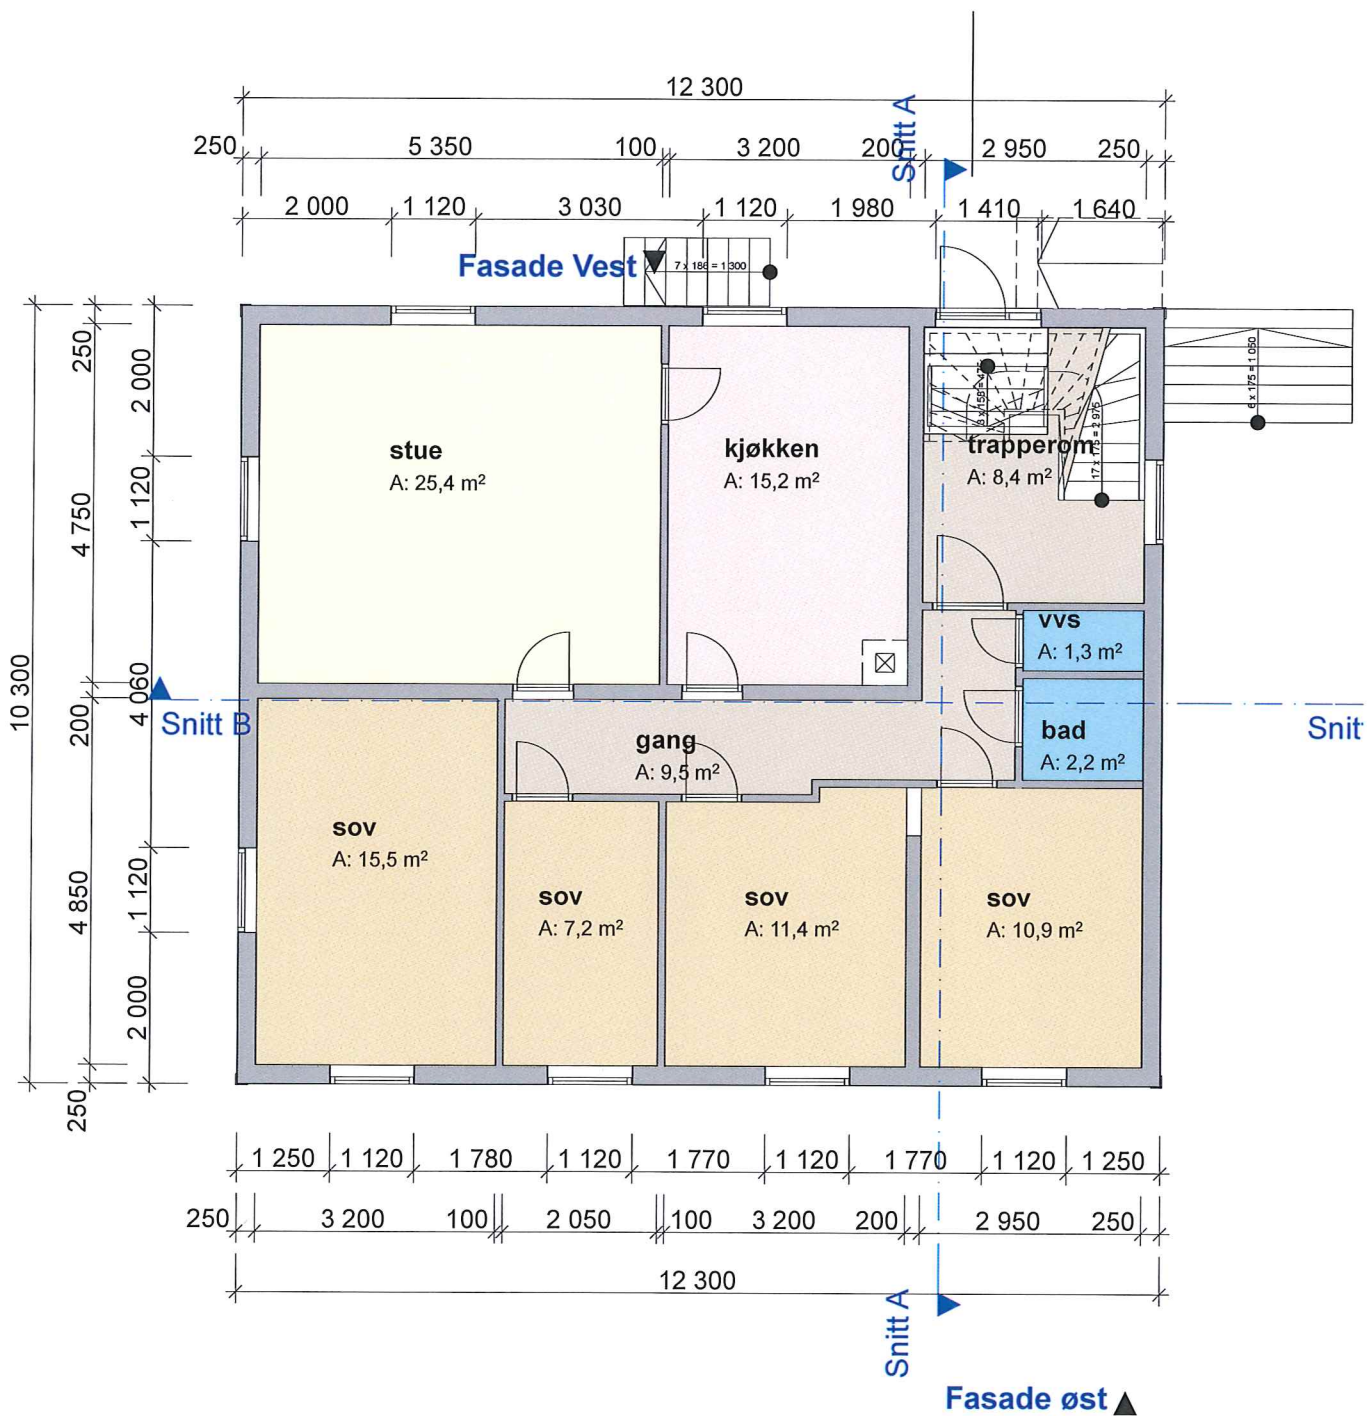 12 300
250 5 350 100 3 200 200 2 950 250
Snitt A
2 000 1 120 3 030 1 120 1 980 1 410 1 640
Fasade Vest
7 x 186 = 1 300
6 x 175 = 1 050
17 x 175 = 2 975
stue
A: 25,4 m²
kjøkken
A: 15,2 m²
trapperom
A: 8,4 m²
vvs
A: 1,3 m²
bad
A: 2,2 m²
gang
A: 9,5 m²
Snitt B
Snit
sov
A: 15,5 m²
sov
A: 7,2 m²
sov
A: 11,4 m²
sov
A: 10,9 m²
10 300
250 4 750 200 4 850 250
2 000 1 120 4 060 1 120 2 000
1 250 1 120 1 780 1 120 1 770 1 120 1 770 1 120 1 250
250 3 200 100 2 050 100 3 200 200 2 950 250
12 300
Snitt A
Fasade øst